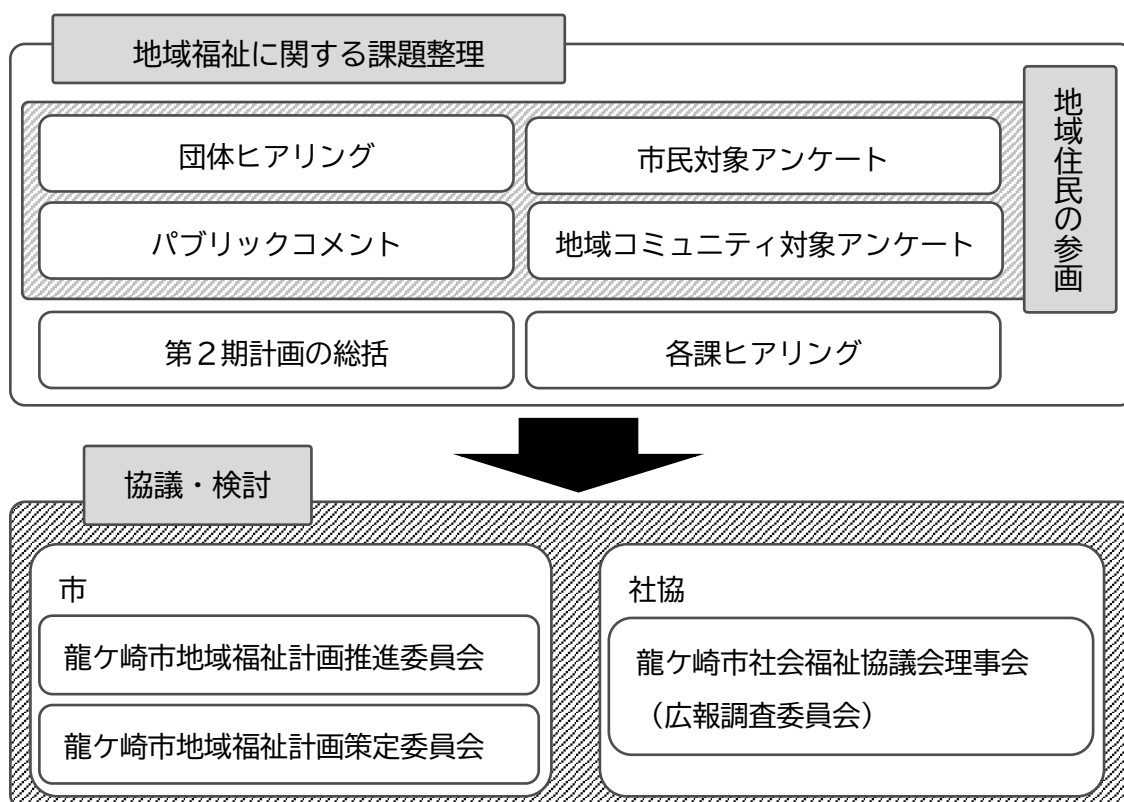 地域福祉に関する課題整理
地域住民の参画
団体ヒアリング
市民対象アンケート
パブリックコメント
地域コミュニティ対象アンケート
第２期計画の総括
各課ヒアリング
協議・検討
市
龍ケ崎市地域福祉計画推進委員会
龍ケ崎市地域福祉計画策定委員会
社協
龍ケ崎市社会福祉協議会理事会
（広報調査委員会）